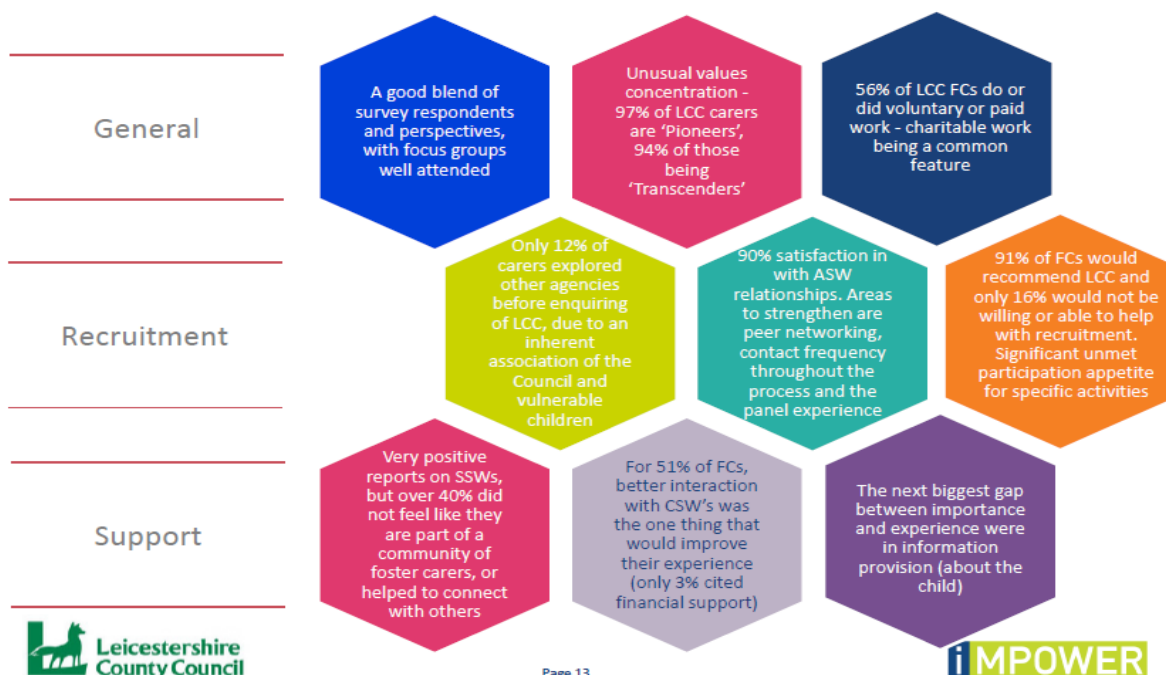 General
A good blend of
survey respondents
and perspectives,
with focus groups
well attended
Unusual values
concentration -
97% of LCC carers
are ‘Pioneers’,
94% of those
being
‘Transcenders’
56% of LCC FCs do or
did voluntary or paid
work - charitable work
being a common
feature
Recruitment
Only 12% of
carers explored
other agencies
before enquiring
of LCC, due to an
inherent
association of the
Council and
vulnerable
children
90% satisfaction in
with ASW
relationships. Areas
to strengthen are
peer networking,
contact frequency
throughout the
process and the
panel experience
91% of FCs would
recommend LCC and
only 16% would not be
willing or able to help
with recruitment.
Significant unmet
participation appetite
for specific activities
Support
Very positive
reports on SSWs,
but over 40% did
not feel like they
are part of a
community of
foster carers, or
helped to connect
with others
For 51% of FCs,
better interaction
with CSW's was
the one thing that
would improve
their experience
(only 3% cited
financial support)
The next biggest gap
between importance
and experience were
in information
provision (about the
child)
Leicestershire
County Council
Page 13
iMPOWER